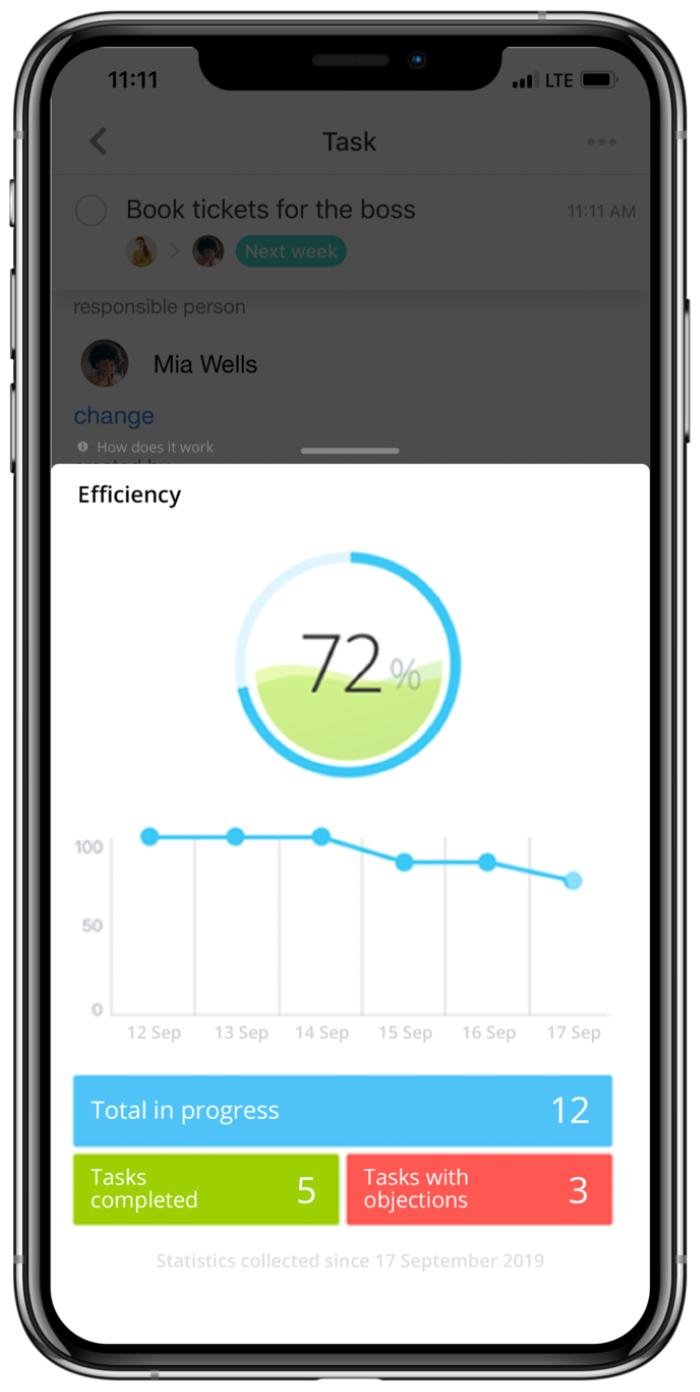 11:11
LTE
Task
Book tickets for the boss
11:11 AM
Next week
responsible person
Mia Wells
change
How does it work
Efficiency
72%
100
50
0
12 Sep
13 Sep
14 Sep
15 Sep
16 Sep
17 Sep
Total in progress
12
Tasks
completed
5
Tasks with
objections
3
Statistics collected since 17 September 2019